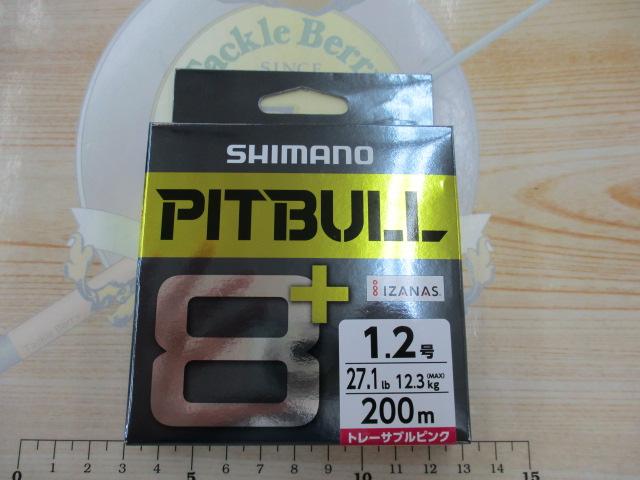 Tackle Berry
SINCE
SHIMANO
PITBULL
8+
IZANAS
1.2号
27.1 lb 12.3 kg (MAX)
200m
トレーサブルピンク
0 1 2 3 4 5 6 7 8 9 10 11 12 13 14 15